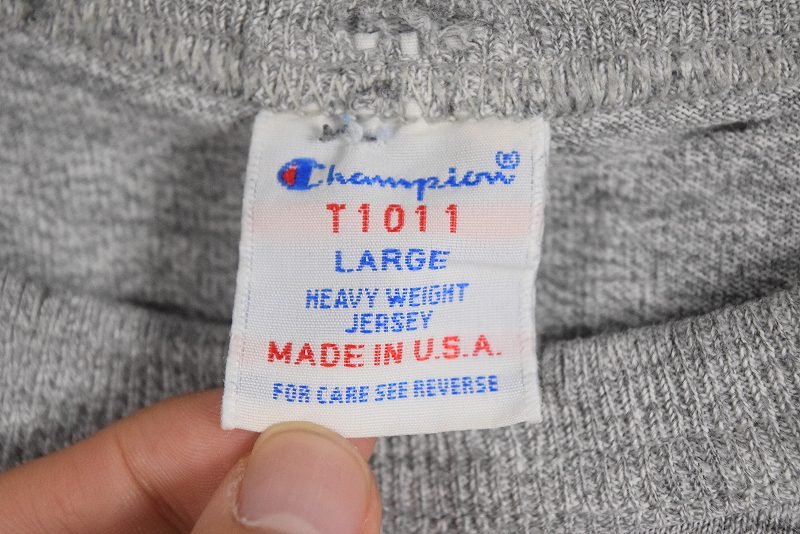 Champion®
T1011
LARGE
HEAVY WEIGHT
JERSEY
MADE IN U.S.A.
FOR CARE SEE REVERSE